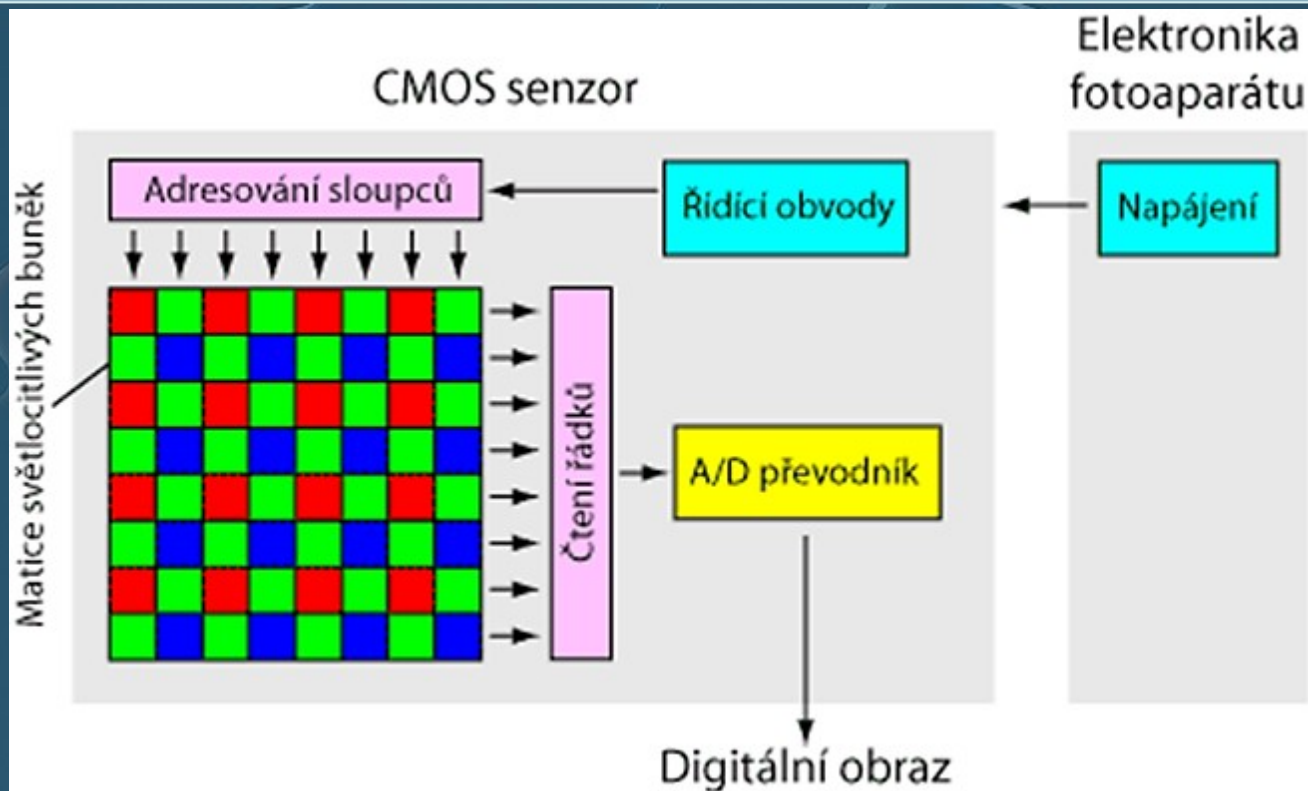 Elektronika
fotoaparátu
CMOS senzor
Adresování sloupců
Řídící obvody
Napájení
Matice světlocitlivých buněk
Čtení řádků
A/D převodník
Digitální obraz